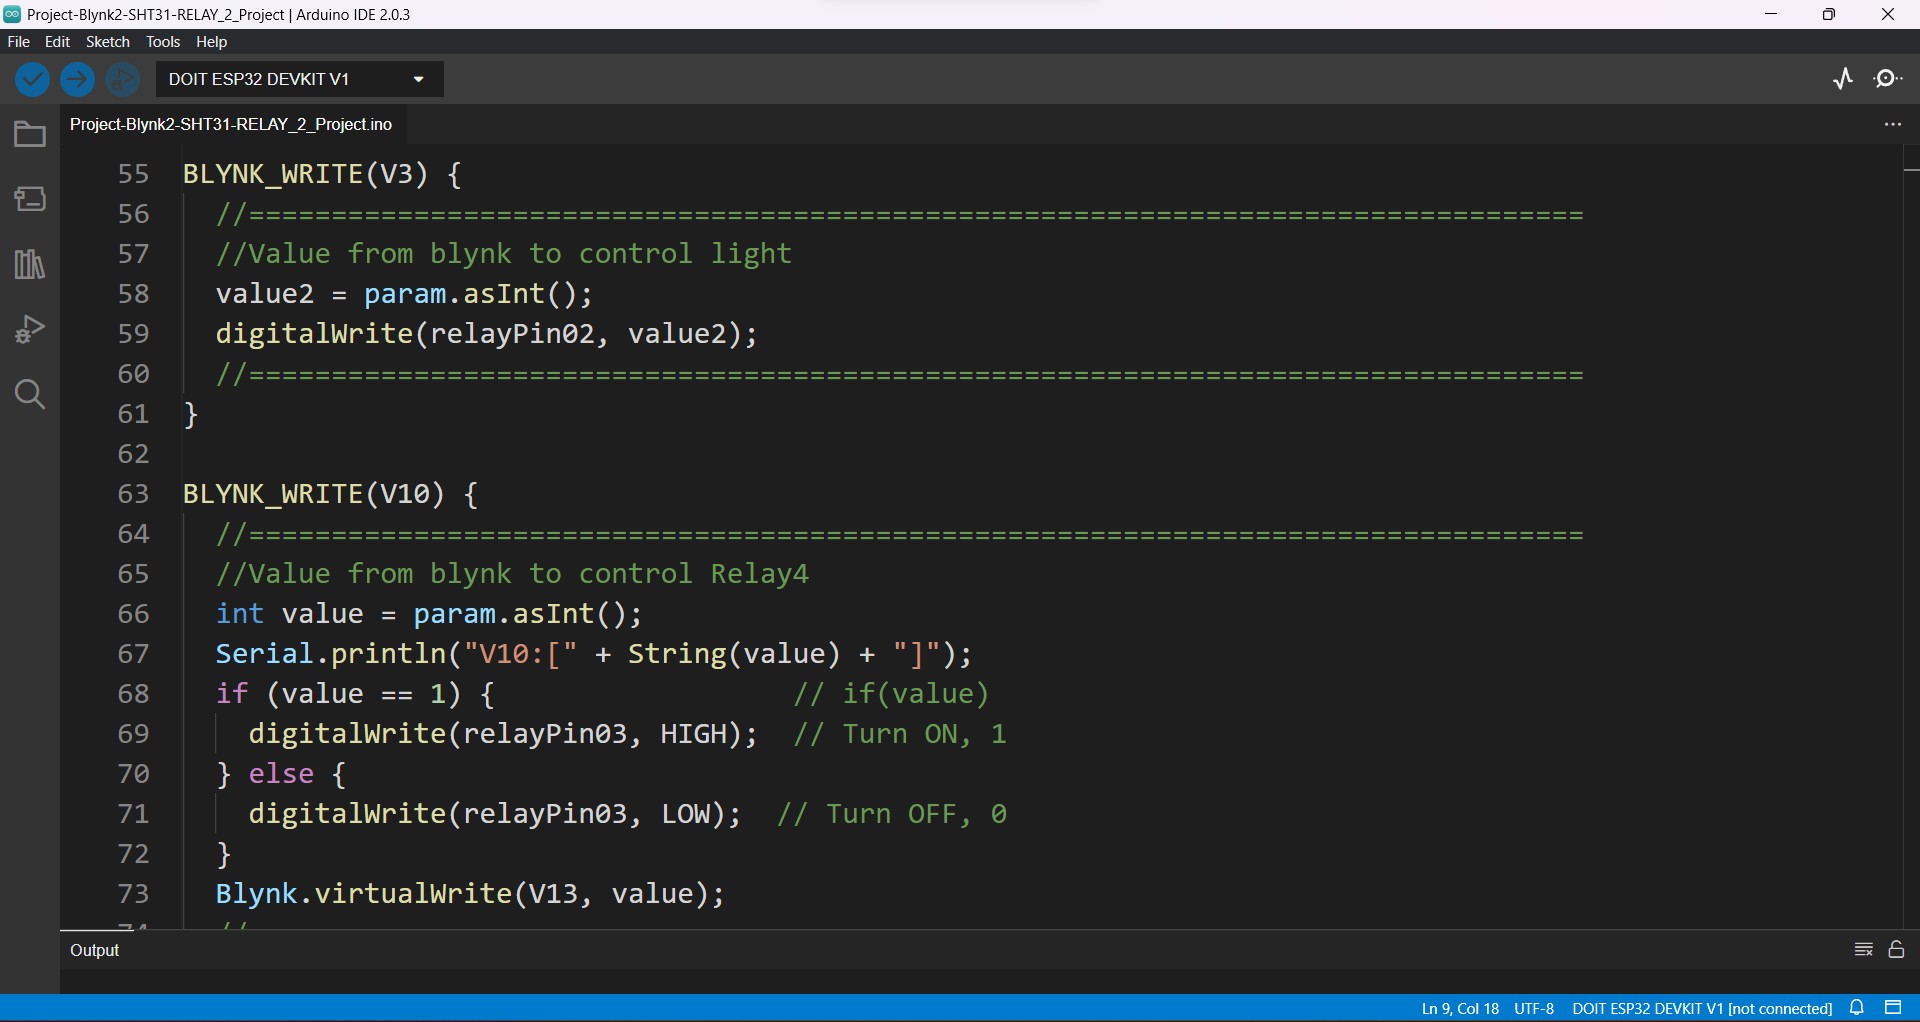 Project-Blynk2-SHT31-RELAY_2_Project | Arduino IDE 2.0.3
File Edit Sketch Tools Help
DOIT ESP32 DEVKIT V1
Project-Blynk2-SHT31-RELAY_2_Project.ino
55 BLYNK_WRITE(V3) {
56 //=================================================================================
57 //Value from blynk to control light
58 value2 = param.asInt();
59 digitalWrite(relayPin02, value2);
60 //=================================================================================
61 }
62
63 BLYNK_WRITE(V10) {
64 //=================================================================================
65 //Value from blynk to control Relay4
66 int value = param.asInt();
67 Serial.println("V10:[" + String(value) + "]");
68 if (value == 1) { // if(value)
69 digitalWrite(relayPin03, HIGH); // Turn ON, 1
70 } else {
71 digitalWrite(relayPin03, LOW); // Turn OFF, 0
72 }
73 Blynk.virtualWrite(V13, value);
74 //
Output
Ln 9, Col 18 UTF-8 DOIT ESP32 DEVKIT V1 [not connected]